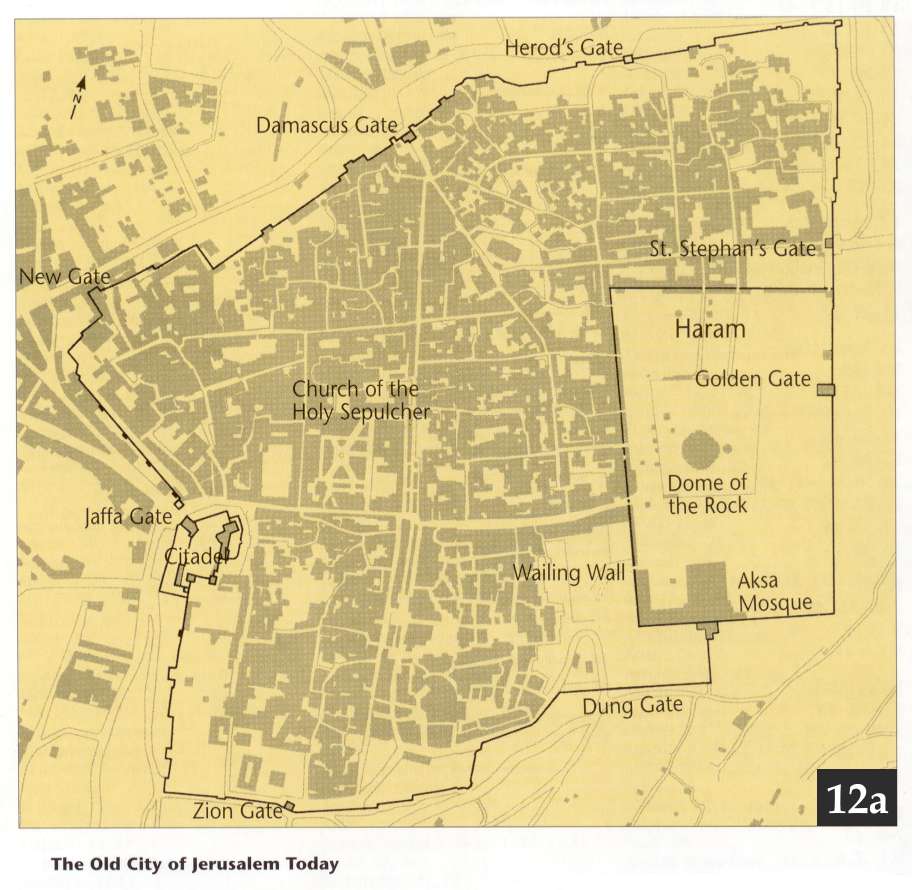 Herod's Gate
N
Damascus Gate
St. Stephan's Gate
New Gate
Haram
Golden Gate
Church of the
Holy Sepulcher
Dome of
the Rock
Jaffa Gate
Citadel
Wailing Wall
Aksa
Mosque
Dung Gate
Zion Gate
12a
The Old City of Jerusalem Today